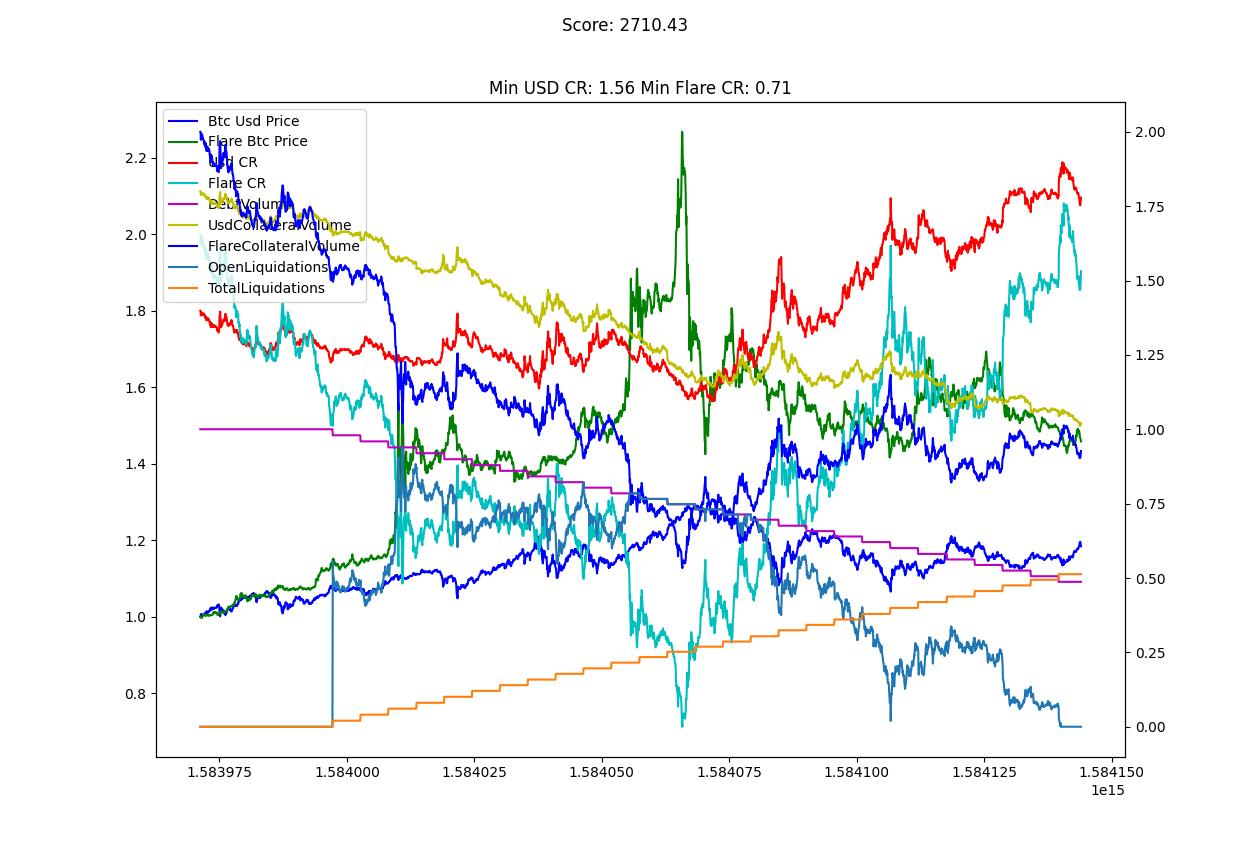 Score: 2710.43
Min USD CR: 1.56 Min Flare CR: 0.71
Btc Usd Price
Flare Btc Price
Usd CR
Flare CR
DebtVolume
UsdCollateralVolume
FlareCollateralVolume
OpenLiquidations
TotalLiquidations
2.2
2.0
1.8
1.6
1.4
1.2
1.0
0.8
2.00
1.75
1.50
1.25
1.00
0.75
0.50
0.25
0.00
1.583975 1.584000 1.584025 1.584050 1.584075 1.584100 1.584125 1.584150
1e15